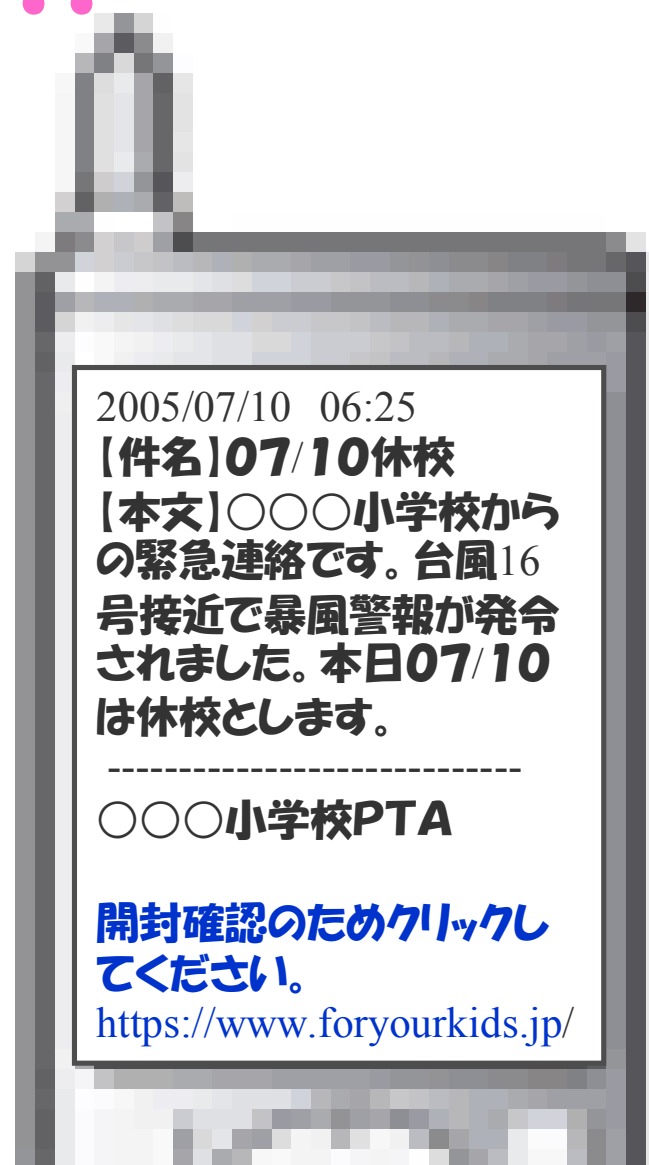 2005/07/10 06:25
【件名】07/10休校
【本文】○○○小学校から
の緊急連絡です。台風16
号接近で暴風警報が発令
されました。本日07/10
は休校とします。
-----------------------------
○○○小学校PTA
開封確認のためクリックし
てください。
https://www.foryourkids.jp/